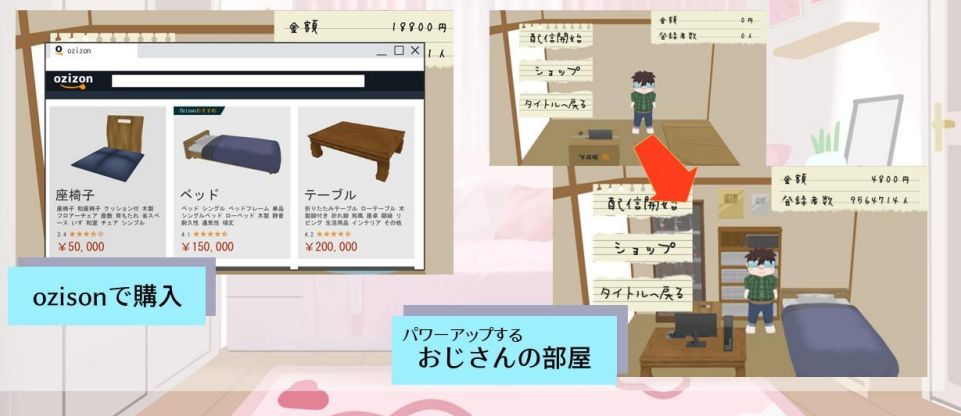 金額 18800円
1人
ozizon
ozizon
座椅子
座椅子 和座椅子 クッション付 木製
フロアーチェア 座敷 背もたれ 省スペ
ース いす 和室 チェア シンプル
3.4 ★★★☆☆
¥50,000
Ozizonおすすめ
ベッド
ベッド シングル ベッドフレーム 単品
シングルベッド ローベッド 木製 静音
耐久性 通気性 頑丈
4.1 ★★★★☆
¥150,000
テーブル
折りたたみテーブル ローテーブル 木
製脚付き 折れ脚 和風 座卓 頑丈 リ
ビング 生活用品 インテリア その他
4.2 ★★★★☆
¥200,000
ozisonで購入
金額 0円
登録者数 0人
配信開始
ショップ
タイトルへ戻る
金額 4800円
登録者数 9564714人
配信開始
ショップ
タイトルへ戻る
パワーアップする
おじさんの部屋